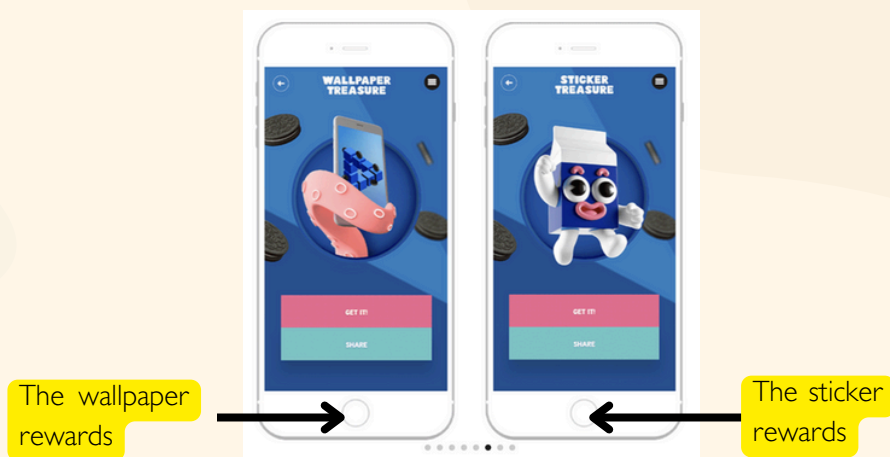 WALLPAPER
TREASURE
GET IT!
SHARE
STICKER
TREASURE
GET IT!
SHARE
The wallpaper
rewards
The sticker
rewards